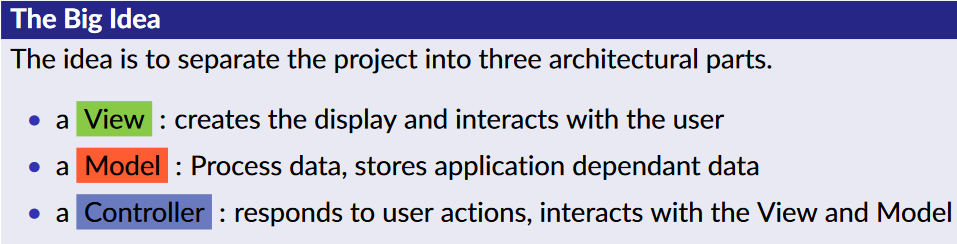 The Big Idea
The idea is to separate the project into three architectural parts.
• a View : creates the display and interacts with the user
• a Model : Process data, stores application dependant data
• a Controller : responds to user actions, interacts with the View and Model